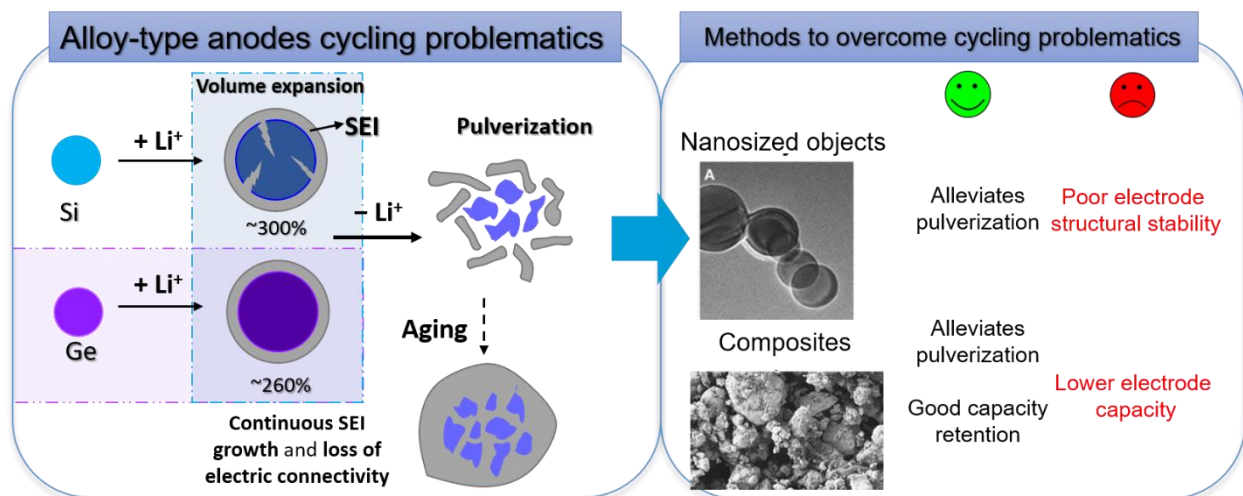 Alloy-type anodes cycling problematics
Volume expansion
+ Li⁺
SEI
Si
~300%
Pulverization
– Li⁺
+ Li⁺
Ge
~260%
Aging
Continuous SEI
growth and loss of
electric connectivity
Methods to overcome cycling problematics
Nanosized objects
A
Alleviates
pulverization
Poor electrode
structural stability
Composites
Alleviates
pulverization
Good capacity
retention
Lower electrode
capacity